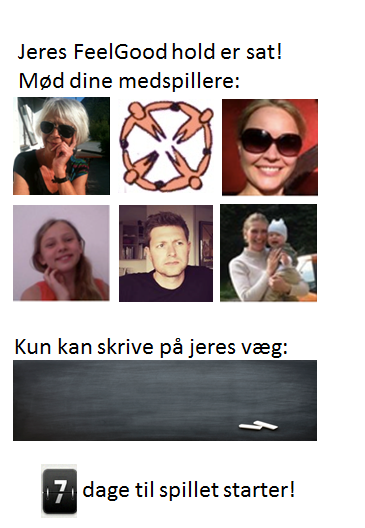 Jeres FeelGood hold er sat!
Mød dine medspillere:
Kun kan skrive på jeres væg:
7 dage til spillet starter!